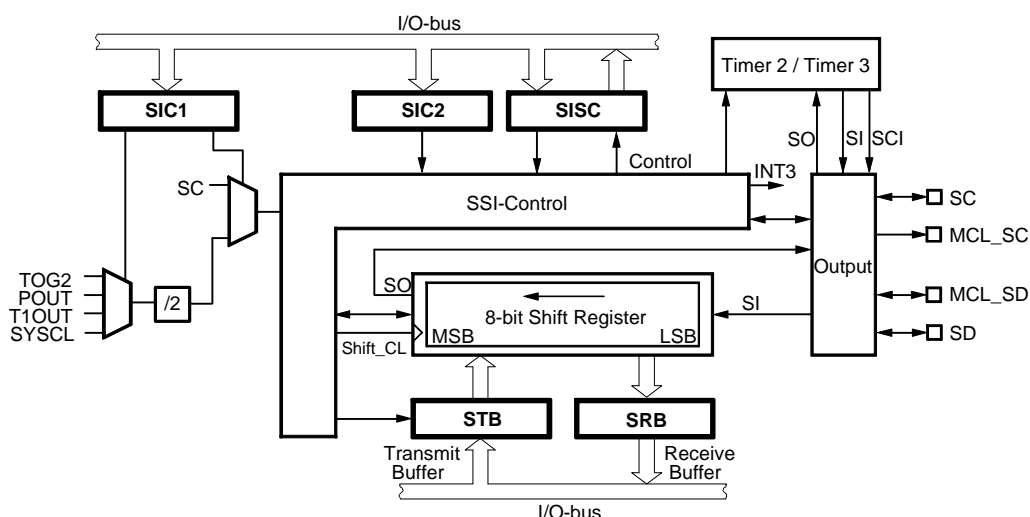 I/O-bus
Timer 2 / Timer 3
SIC1
SIC2
SISC
SO
SI
SCI
Control
INT3
SC
SSI-Control
SC
MCL_SC
Output
TOG2
POUT
T1OUT
SYSCL
/2
SO
SI
MCL_SD
8-bit Shift Register
MSB
LSB
SD
Shift_CL
STB
SRB
Transmit
Buffer
Receive
Buffer
I/O-bus